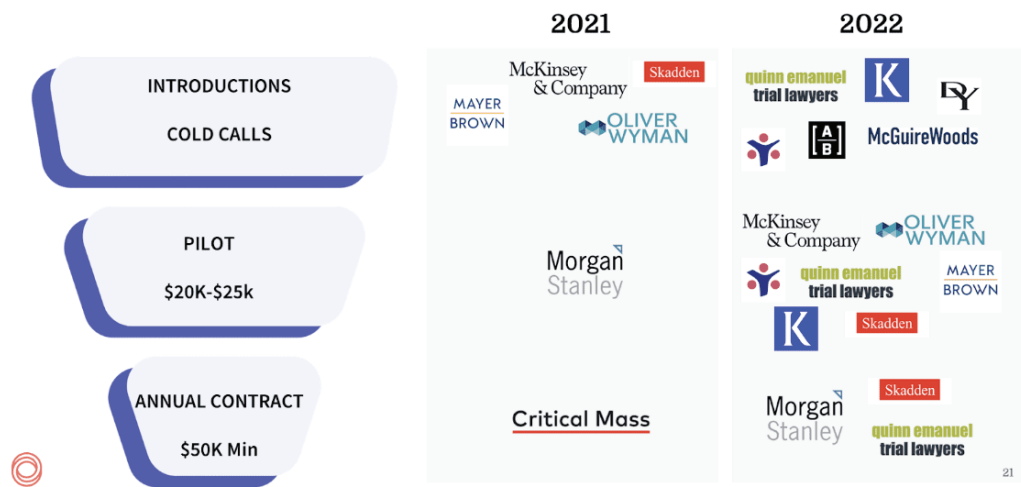 2021
2022
INTRODUCTIONS
COLD CALLS
McKinsey
& Company
Skadden
MAYER
BROWN
OLIVER
WYMAN
quinn emanuel
trial lawyers
K
DY
A
B
McGuireWoods
PILOT
$20K-$25k
Morgan
Stanley
McKinsey
& Company
OLIVER
WYMAN
quinn emanuel
trial lawyers
MAYER
BROWN
K
Skadden
ANNUAL CONTRACT
$50K Min
Critical Mass
Skadden
Morgan
Stanley
quinn emanuel
trial lawyers
21